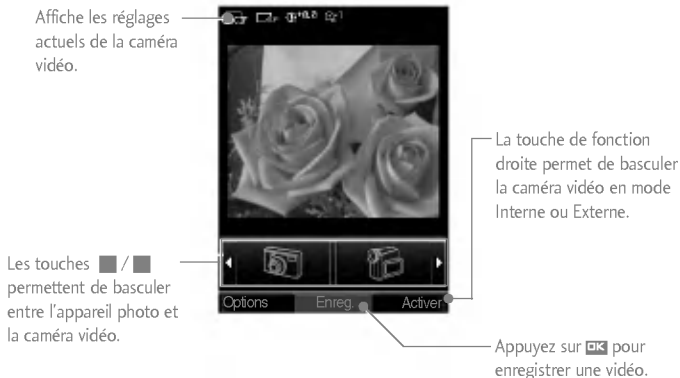 Affiche les réglages
actuels de la caméra
vidéo.
La touche de fonction
droite permet de basculer
la caméra vidéo en mode
Interne ou Externe.
Les touches /
permettent de basculer
entre l'appareil photo et
la caméra vidéo.
Options Enreg. Activer
Appuyez sur OK pour
enregistrer une vidéo.